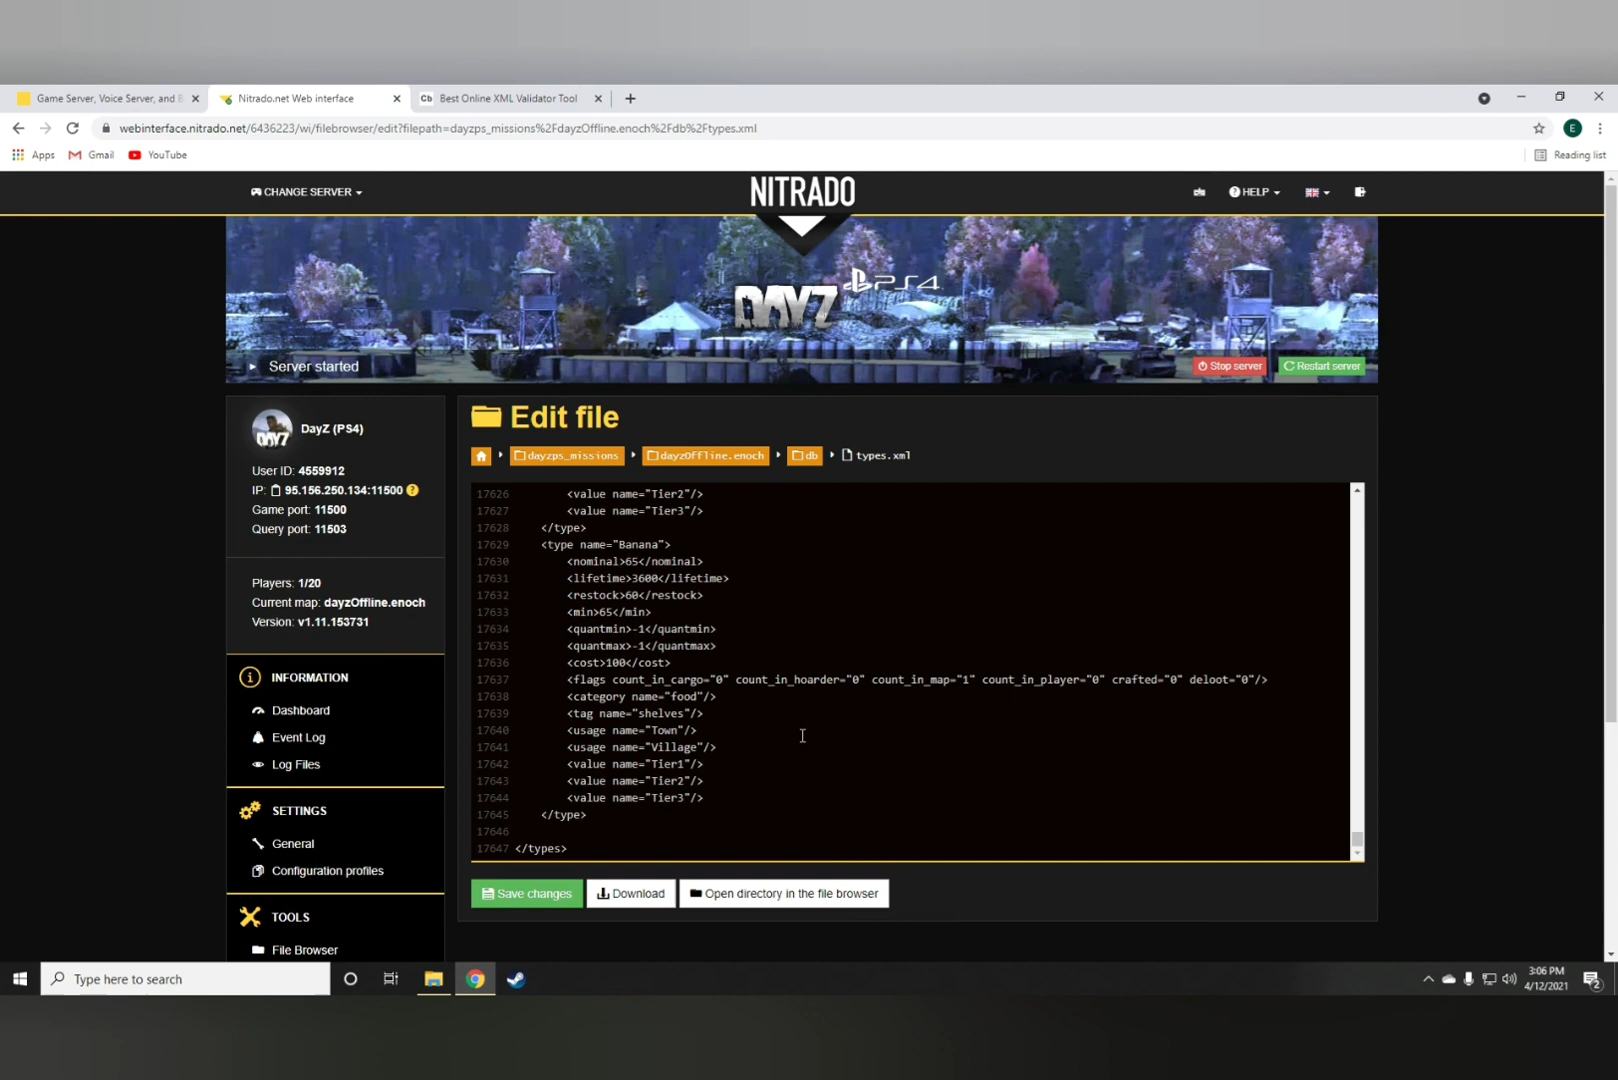 Game Server, Voice Server, and B
Nitrado.net Web interface
Cb Best Online XML Validator Tool
webinterface.nitrado.net/6436223/wi/filebrowser/edit?filepath=dayzps_missions%2FdayzOffline.enoch%2Fdb%2Ftypes.xml
E
Apps Gmail YouTube Reading list
CHANGE SERVER
NITRADO
HELP
DAYZ PS4
Server started
Stop server
Restart server
DAYZ
DayZ (PS4)
User ID: 4559912
IP: 95.156.250.134:11500 ?
Game port: 11500
Query port: 11503
Players: 1/20
Current map: dayzOffline.enoch
Version: v1.11.153731
INFORMATION
Dashboard
Event Log
Log Files
SETTINGS
General
Configuration profiles
TOOLS
File Browser
Edit file
dayzps_missions dayzOffline.enoch db types.xml
17626 <value name="Tier2"/>
17627 <value name="Tier3"/>
17628 </type>
17629 <type name="Banana">
17630 <nominal>65</nominal>
17631 <lifetime>3600</lifetime>
17632 <restock>60</restock>
17633 <min>65</min>
17634 <quantmin>-1</quantmin>
17635 <quantmax>-1</quantmax>
17636 <cost>100</cost>
17637 <flags count_in_cargo="0" count_in_hoarder="0" count_in_map="1" count_in_player="0" crafted="0" deloot="0"/>
17638 <category name="food"/>
17639 <tag name="shelves"/>
17640 <usage name="Town"/>
17641 <usage name="Village"/>
17642 <value name="Tier1"/>
17643 <value name="Tier2"/>
17644 <value name="Tier3"/>
17645 </type>
17646
17647 </types>
Save changes
Download
Open directory in the file browser
Type here to search
3:06 PM
4/12/2021
2